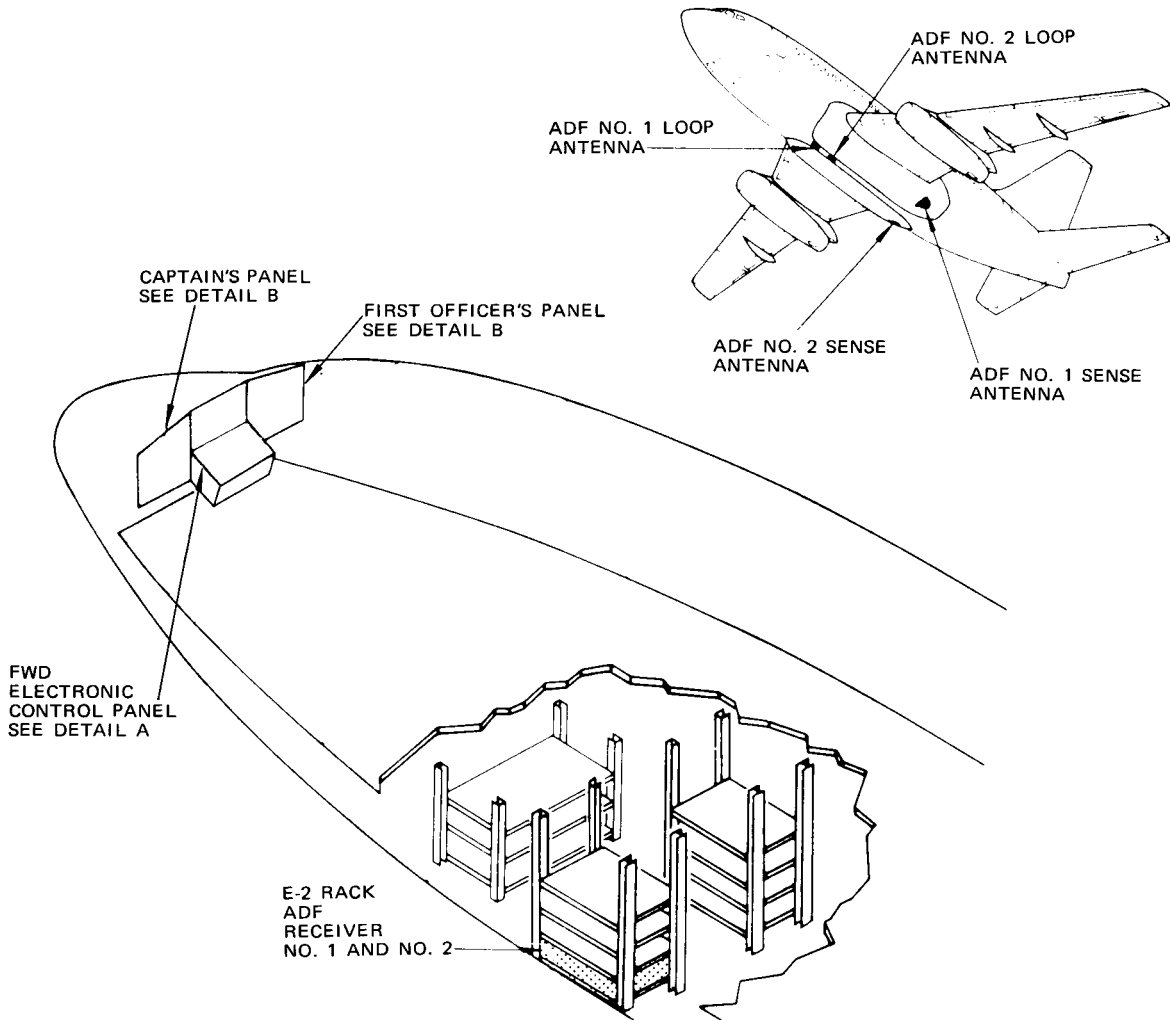 ADF NO. 2 LOOP
ANTENNA
ADF NO. 1 LOOP
ANTENNA
ADF NO. 2 SENSE
ANTENNA
ADF NO. 1 SENSE
ANTENNA
CAPTAIN'S PANEL
SEE DETAIL B
FIRST OFFICER'S PANEL
SEE DETAIL B
FWD
ELECTRONIC
CONTROL PANEL
SEE DETAIL A
E-2 RACK
ADF
RECEIVER
NO. 1 AND NO. 2